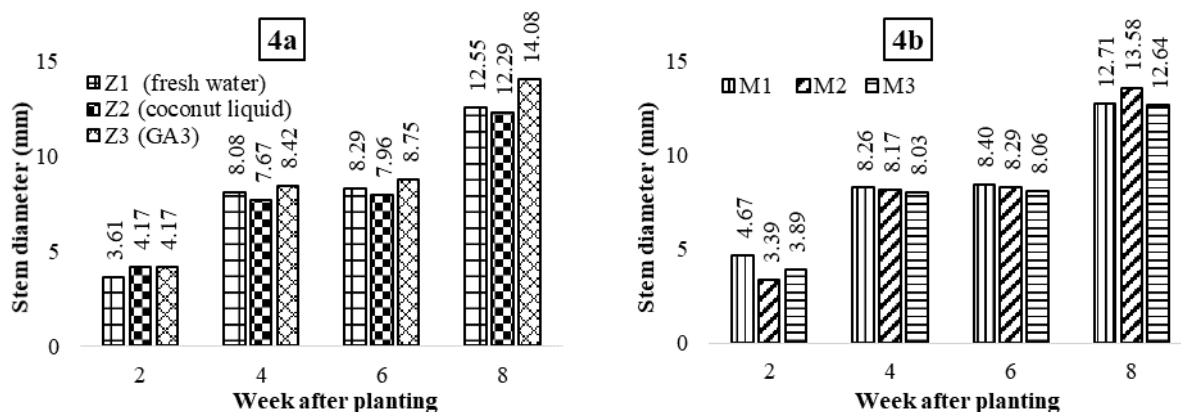 4a
15
10
5
0
Stem diameter (mm)
Z1 (fresh water)
Z2 (coconut liquid)
Z3 (GA3)
3.61
4.17
4.17
8.08
7.67
8.42
8.29
7.96
8.75
12.55
12.29
14.08
2 4 6 8
Week after planting
4b
15
10
5
0
Stem diameter (mm)
M1 M2 M3
4.67
3.39
3.89
8.26
8.17
8.03
8.40
8.29
8.06
12.71
13.58
12.64
2 4 6 8
Week after planting